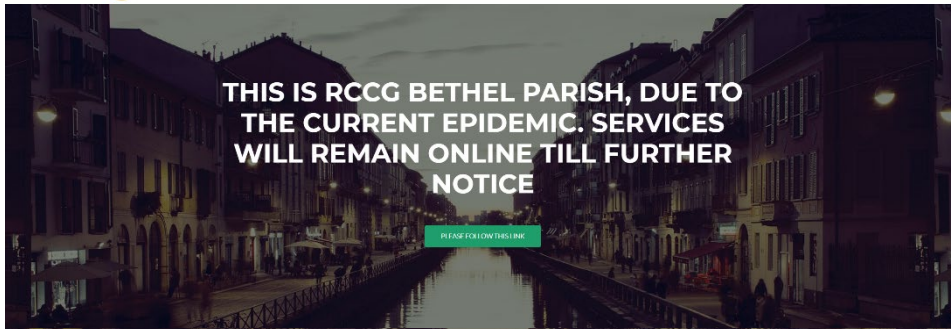 THIS IS RCCG BETHEL PARISH, DUE TO
THE CURRENT EPIDEMIC. SERVICES
WILL REMAIN ONLINE TILL FURTHER
NOTICE
PLEASE FOLLOW THIS LINK